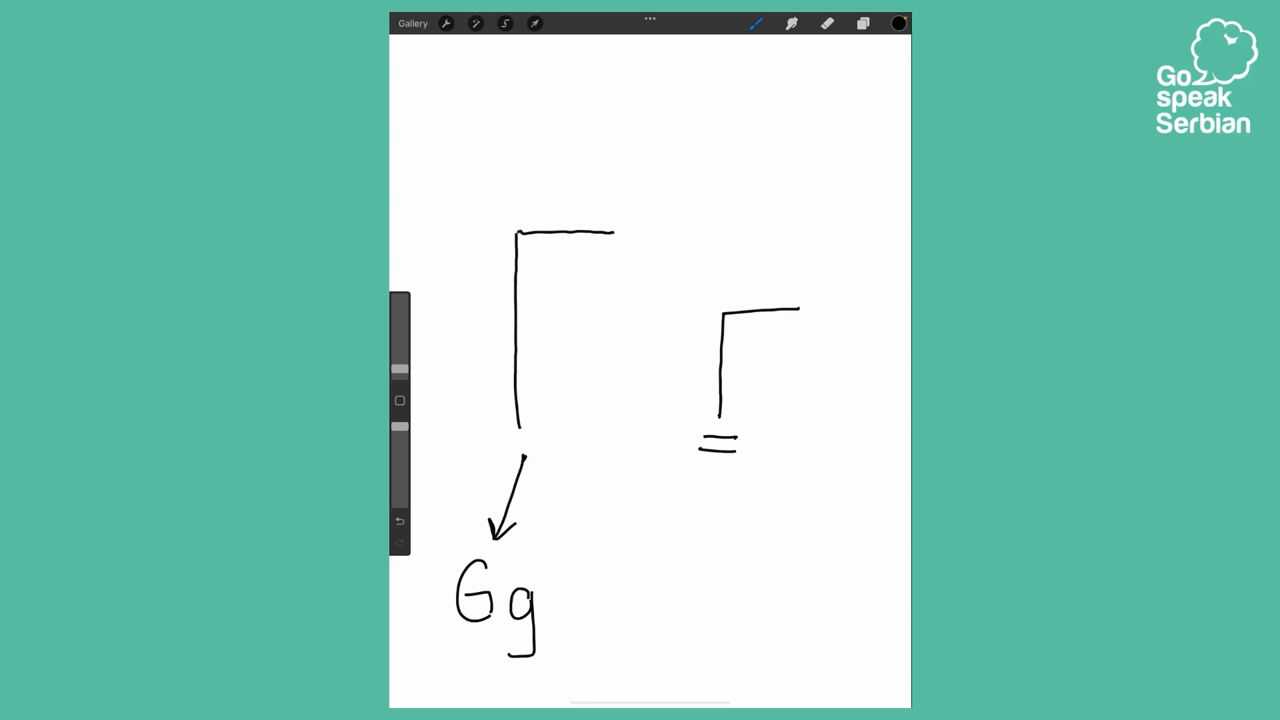 Gallery
Go
speak
Serbian
Г г
=
Gg